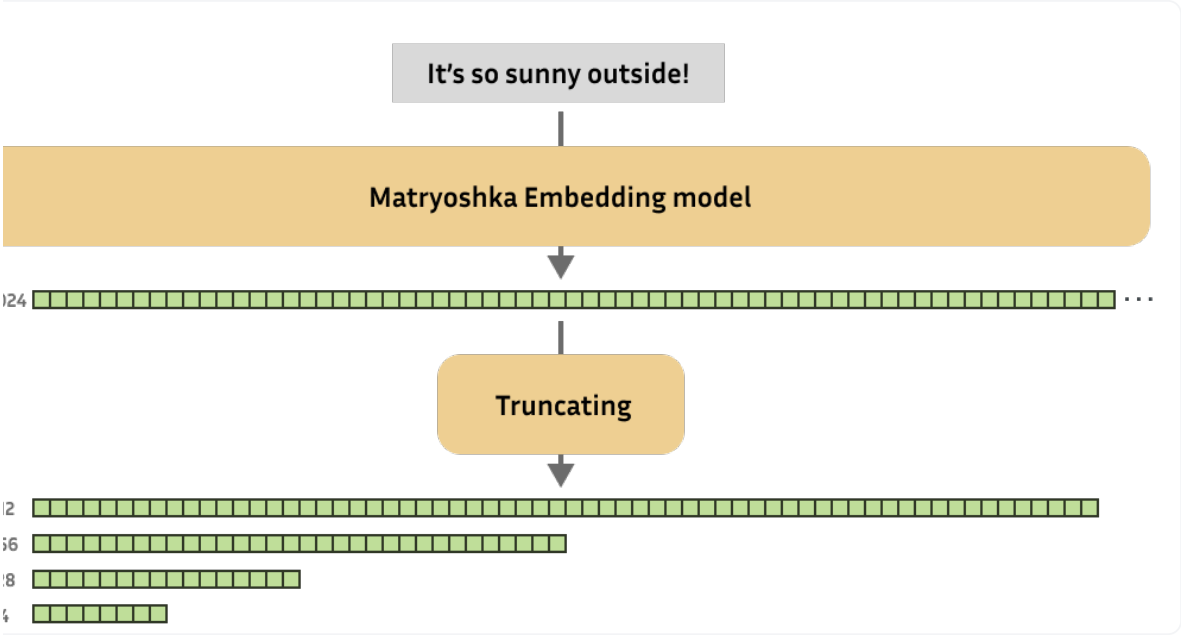 It's so sunny outside!
Matryoshka Embedding model
024
...
Truncating
12
56
28
4